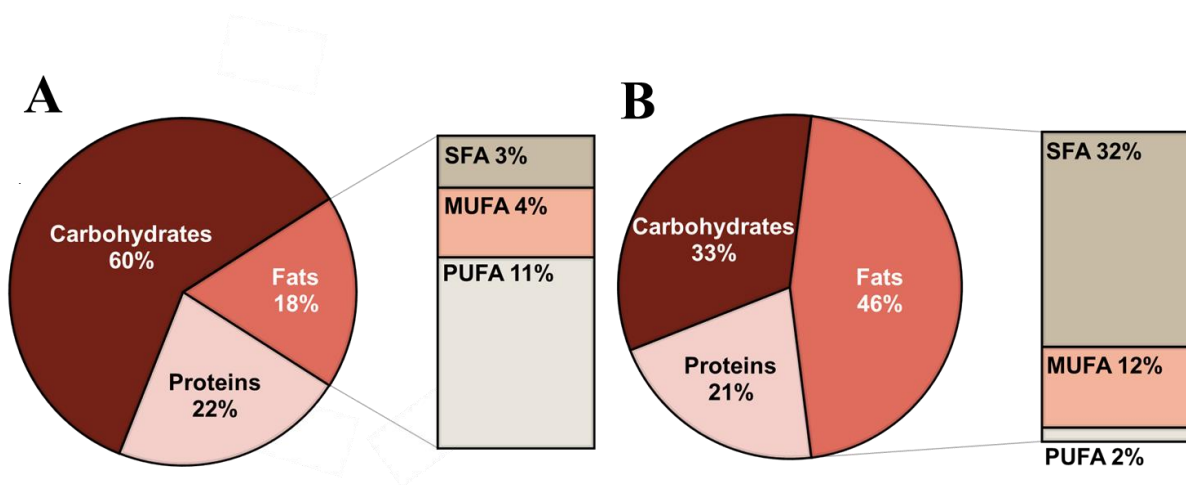 A
Carbohydrates
60%
Fats
18%
Proteins
22%
SFA 3%
MUFA 4%
PUFA 11%
B
Carbohydrates
33%
Fats
46%
Proteins
21%
SFA 32%
MUFA 12%
PUFA 2%